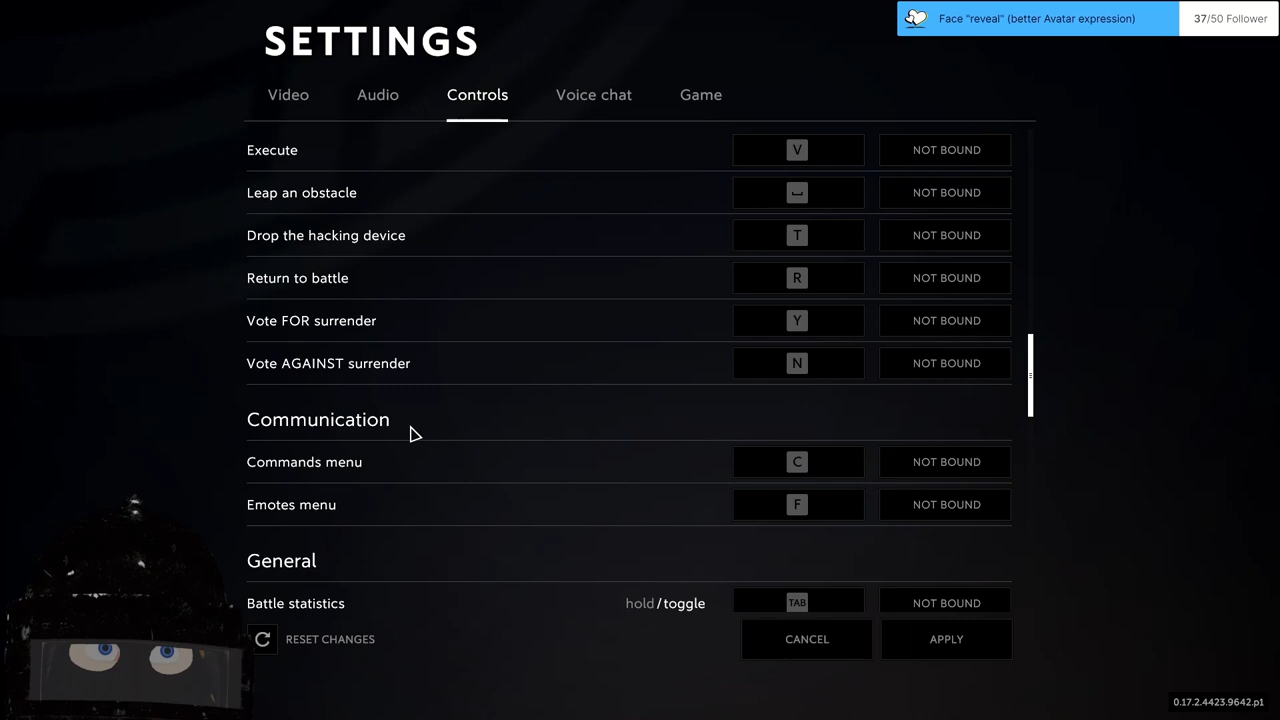 Face "reveal" (better Avatar expression) 37/50 Follower
SETTINGS
Video Audio Controls Voice chat Game
Execute V NOT BOUND
Leap an obstacle NOT BOUND
Drop the hacking device T NOT BOUND
Return to battle R NOT BOUND
Vote FOR surrender Y NOT BOUND
Vote AGAINST surrender N NOT BOUND
Communication
Commands menu C NOT BOUND
Emotes menu F NOT BOUND
General
Battle statistics hold/toggle TAB NOT BOUND
RESET CHANGES CANCEL APPLY
0.17.2.4423.9642.p1